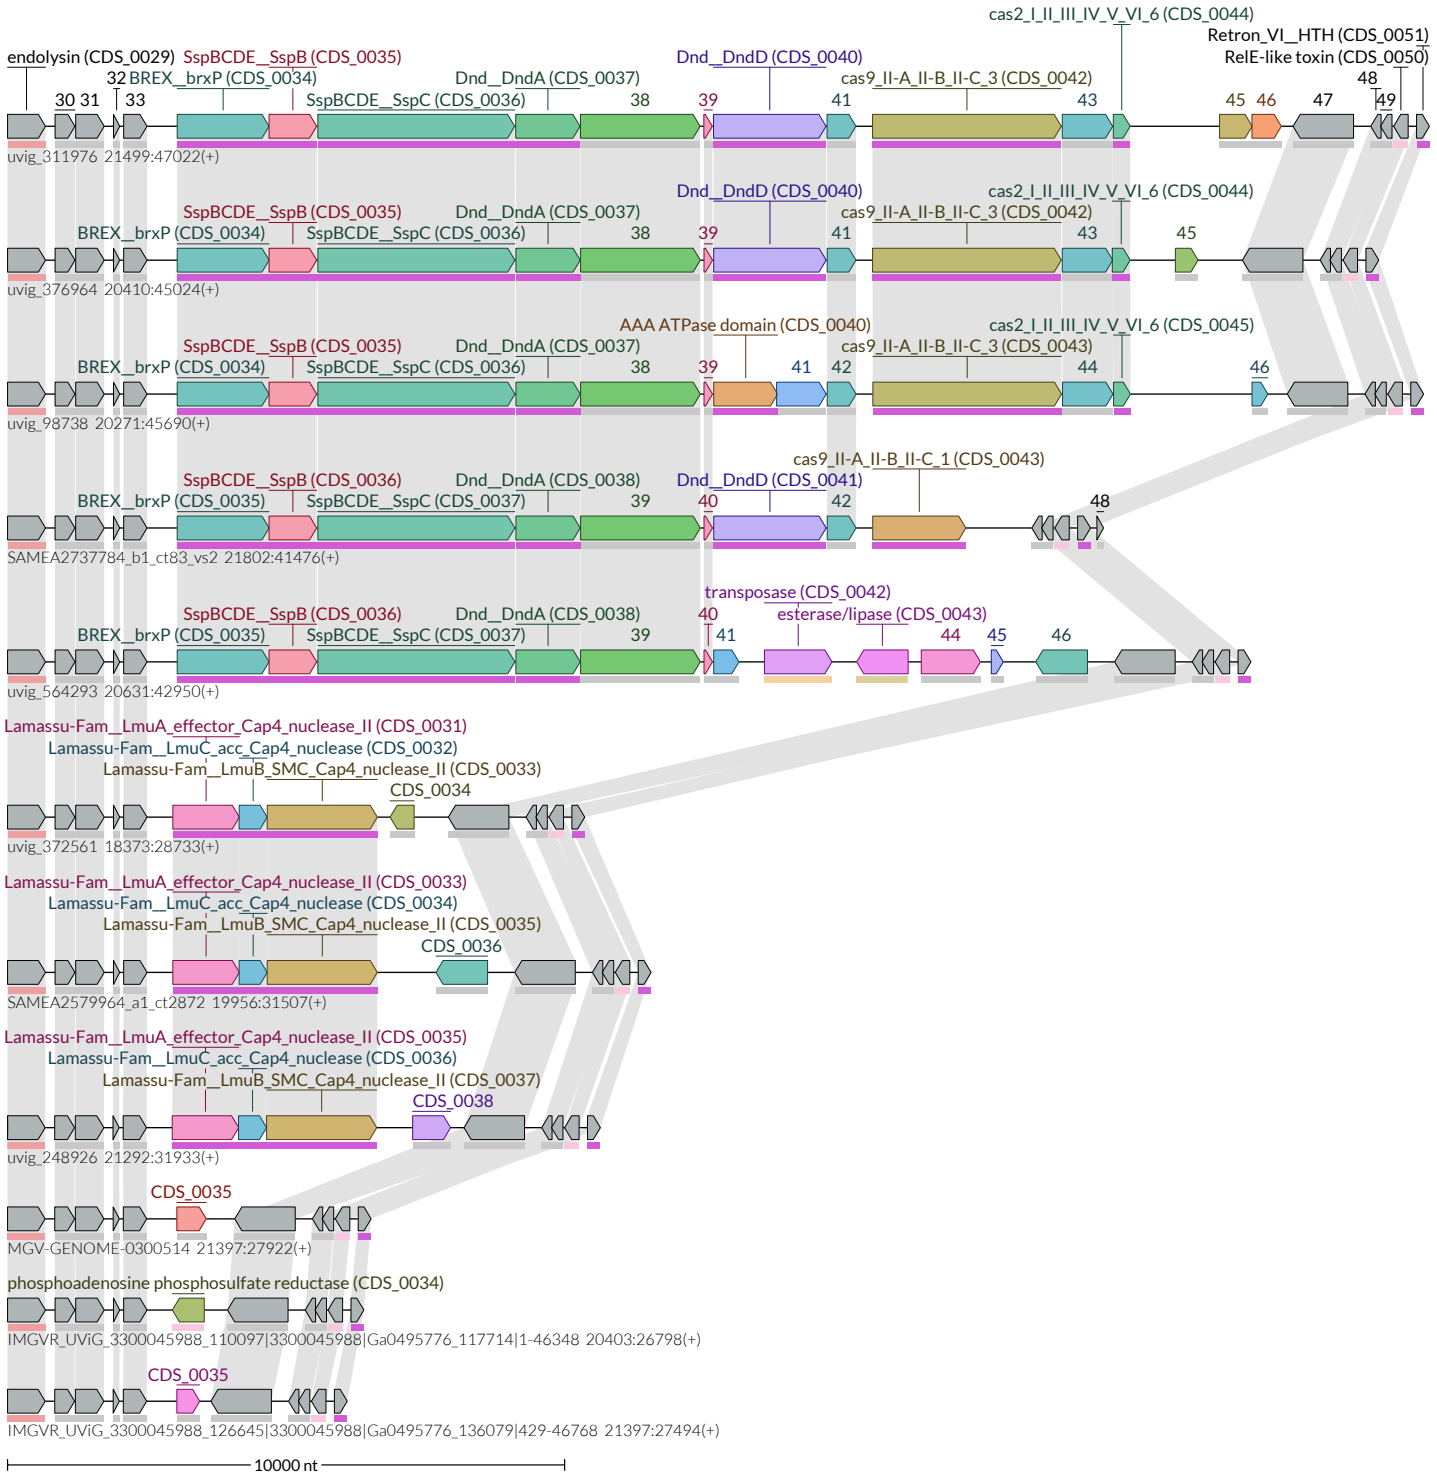 cas2_I_II_III_IV_V_VI_6 (CDS_0044)
Retron_VI__HTH (CDS_0051)
endolysin (CDS_0029) SspBCDE__SspB (CDS_0035) Dnd__DndD (CDS_0040) RelE-like toxin (CDS_0050)
32 BREX__brxP (CDS_0034) Dnd__DndA (CDS_0037) cas9_II-A_II-B_II-C_3 (CDS_0042) 48
30 31 33 SspBCDE__SspC (CDS_0036) 38 39 41 43 45 46 47 49
uvig_311976 21499:47022(+)
Dnd__DndD (CDS_0040) cas2_I_II_III_IV_V_VI_6 (CDS_0044)
SspBCDE__SspB (CDS_0035) Dnd__DndA (CDS_0037) cas9_II-A_II-B_II-C_3 (CDS_0042)
BREX__brxP (CDS_0034) SspBCDE__SspC (CDS_0036) 38 39 41 43 45
uvig_376964 20410:45024(+)
AAA ATPase domain (CDS_0040) cas2_I_II_III_IV_V_VI_6 (CDS_0045)
SspBCDE__SspB (CDS_0035) Dnd__DndA (CDS_0037) cas9_II-A_II-B_II-C_3 (CDS_0043)
BREX__brxP (CDS_0034) SspBCDE__SspC (CDS_0036) 38 39 41 42 44 46
uvig_98738 20271:45690(+)
cas9_II-A_II-B_II-C_1 (CDS_0043)
SspBCDE__SspB (CDS_0036) Dnd__DndA (CDS_0038) Dnd__DndD (CDS_0041)
BREX__brxP (CDS_0035) SspBCDE__SspC (CDS_0037) 39 40 42 48
SAMEA2737784_b1_ct83_vs2 21802:41476(+)
transposase (CDS_0042)
SspBCDE__SspB (CDS_0036) Dnd__DndA (CDS_0038) 40 esterase/lipase (CDS_0043)
BREX__brxP (CDS_0035) SspBCDE__SspC (CDS_0037) 39 41 44 45 46
uvig_564293 20631:42950(+)
Lamassu-Fam__LmuA_effector_Cap4_nuclease_II (CDS_0031)
Lamassu-Fam__LmuC_acc_Cap4_nuclease (CDS_0032)
Lamassu-Fam__LmuB_SMC_Cap4_nuclease_II (CDS_0033)
CDS_0034
uvig_372561 18373:28733(+)
Lamassu-Fam__LmuA_effector_Cap4_nuclease_II (CDS_0033)
Lamassu-Fam__LmuC_acc_Cap4_nuclease (CDS_0034)
Lamassu-Fam__LmuB_SMC_Cap4_nuclease_II (CDS_0035)
CDS_0036
SAMEA2579964_a1_ct2872 19956:31507(+)
Lamassu-Fam__LmuA_effector_Cap4_nuclease_II (CDS_0035)
Lamassu-Fam__LmuC_acc_Cap4_nuclease (CDS_0036)
Lamassu-Fam__LmuB_SMC_Cap4_nuclease_II (CDS_0037)
CDS_0038
uvig_248926 21292:31933(+)
CDS_0035
MGV-GENOME-0300514 21397:27922(+)
phosphoadenosine phosphosulfate reductase (CDS_0034)
IMGVR_UViG_3300045988_110097|3300045988|Ga0495776_117714|1-46348 20403:26798(+)
CDS_0035
IMGVR_UViG_3300045988_126645|3300045988|Ga0495776_136079|429-46768 21397:27494(+)
10000 nt